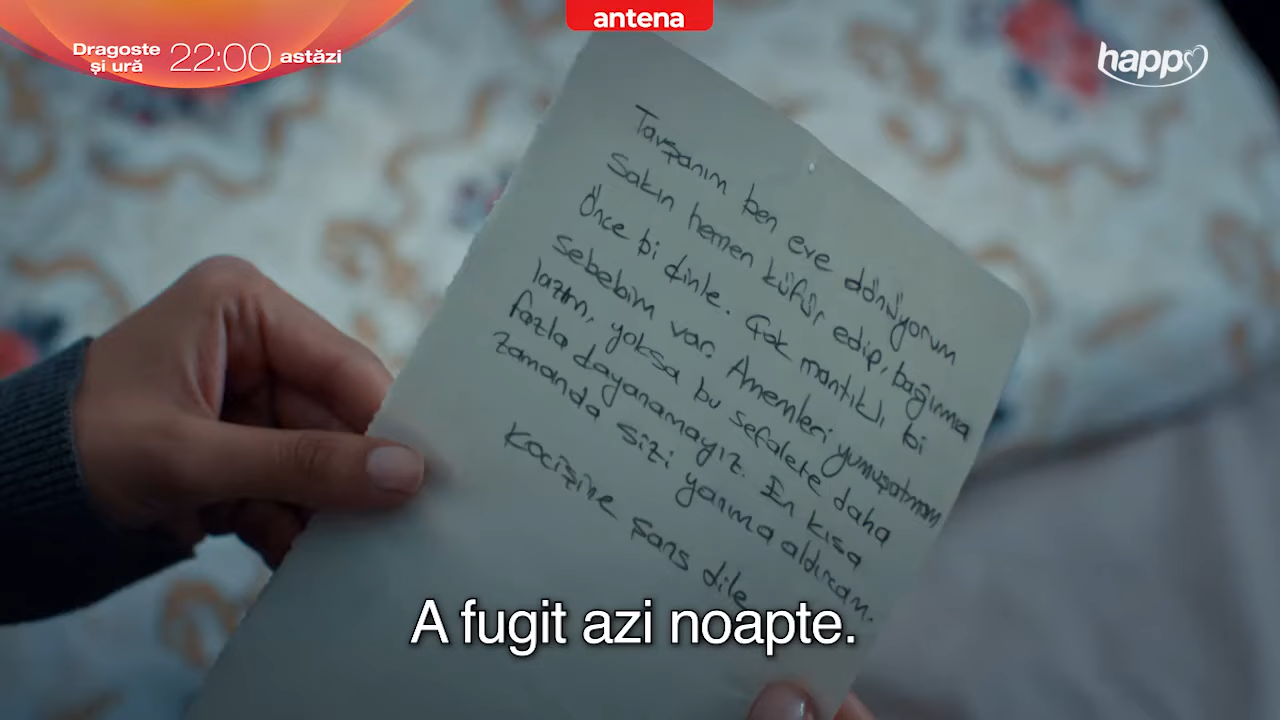 antena
Dragoste
și ură
22:00 astăzi
happy
Tavşanım ben eve dönüyorum
Sakın hemen küfür edip, bağırma
Önce bi dinle. Çok mantıklı bi
sebebim var. Annemleri yumuşatmam
lazım, yoksa bu sefalete daha
fazla dayanamayız. En kısa
zamanda sizi yanıma aldırcam.
Kocişine şans dile
A fugit azi noapte.